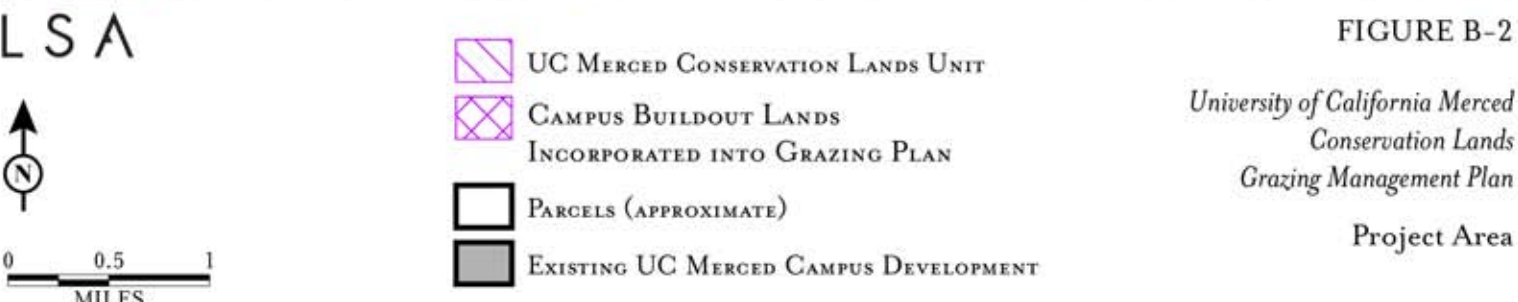 LSA
N
0 0.5 1
MILES
UC Merced Conservation Lands Unit
Campus Buildout Lands
Incorporated into Grazing Plan
Parcels (approximate)
Existing UC Merced Campus Development
FIGURE B-2
University of California Merced
Conservation Lands
Grazing Management Plan
Project Area